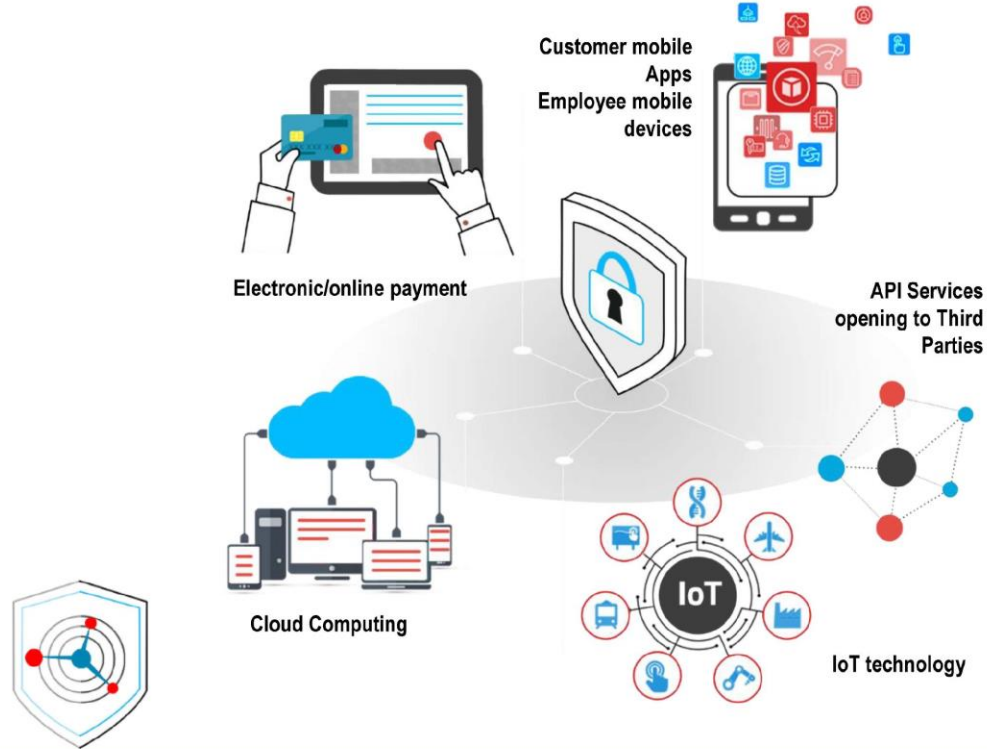 Customer mobile
Apps
Employee mobile
devices
Electronic/online payment
API Services
opening to Third
Parties
Cloud Computing
IoT
IoT technology